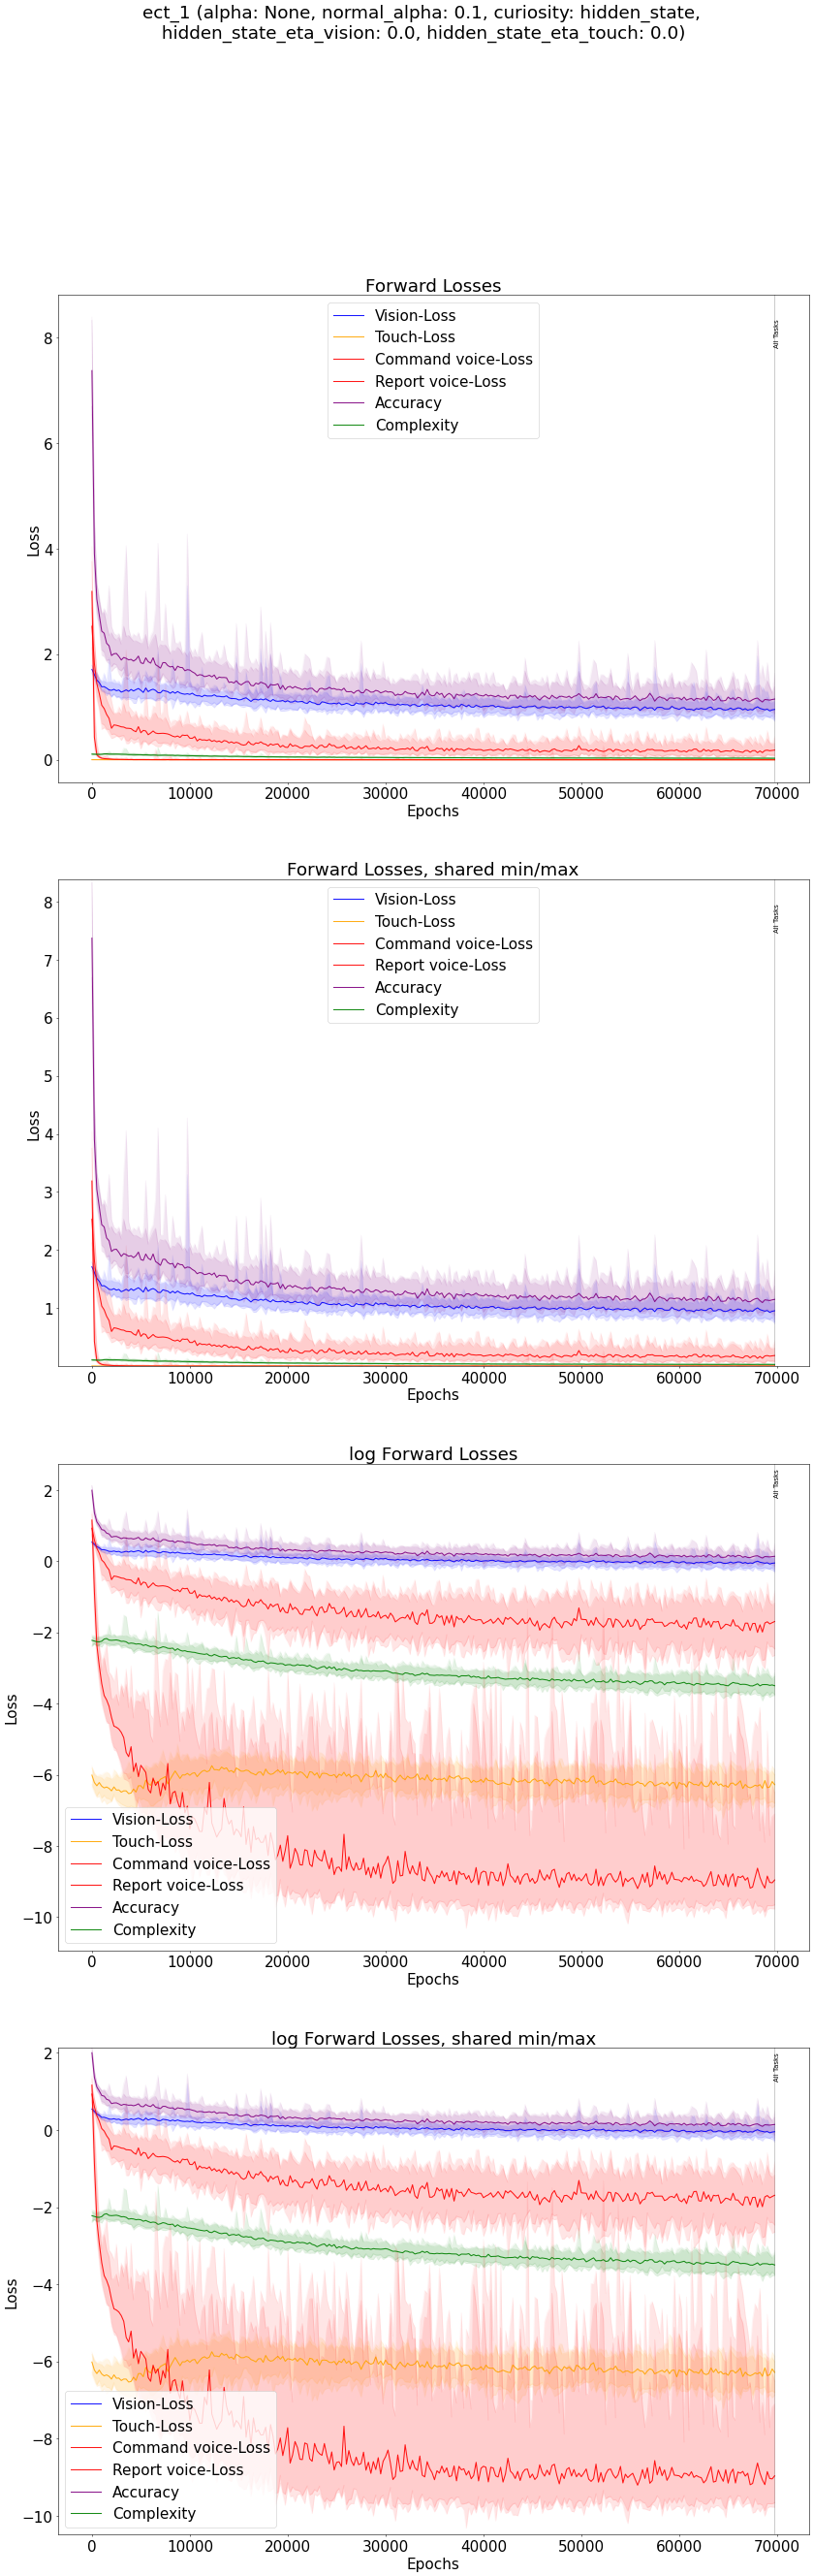 ect_1 (alpha: None, normal_alpha: 0.1, curiosity: hidden_state,
hidden_state_eta_vision: 0.0, hidden_state_eta_touch: 0.0)
Forward Losses
Vision-Loss
Touch-Loss
Command voice-Loss
Report voice-Loss
Accuracy
Complexity
All Tasks
8
6
4
2
0
Loss
0 10000 20000 30000 40000 50000 60000 70000
Epochs
Forward Losses, shared min/max
Vision-Loss
Touch-Loss
Command voice-Loss
Report voice-Loss
Accuracy
Complexity
All Tasks
8
7
6
5
4
3
2
1
Loss
0 10000 20000 30000 40000 50000 60000 70000
Epochs
log Forward Losses
All Tasks
2
0
−2
−4
−6
−8
−10
Loss
Vision-Loss
Touch-Loss
Command voice-Loss
Report voice-Loss
Accuracy
Complexity
0 10000 20000 30000 40000 50000 60000 70000
Epochs
log Forward Losses, shared min/max
All Tasks
2
0
−2
−4
−6
−8
−10
Loss
Vision-Loss
Touch-Loss
Command voice-Loss
Report voice-Loss
Accuracy
Complexity
0 10000 20000 30000 40000 50000 60000 70000
Epochs